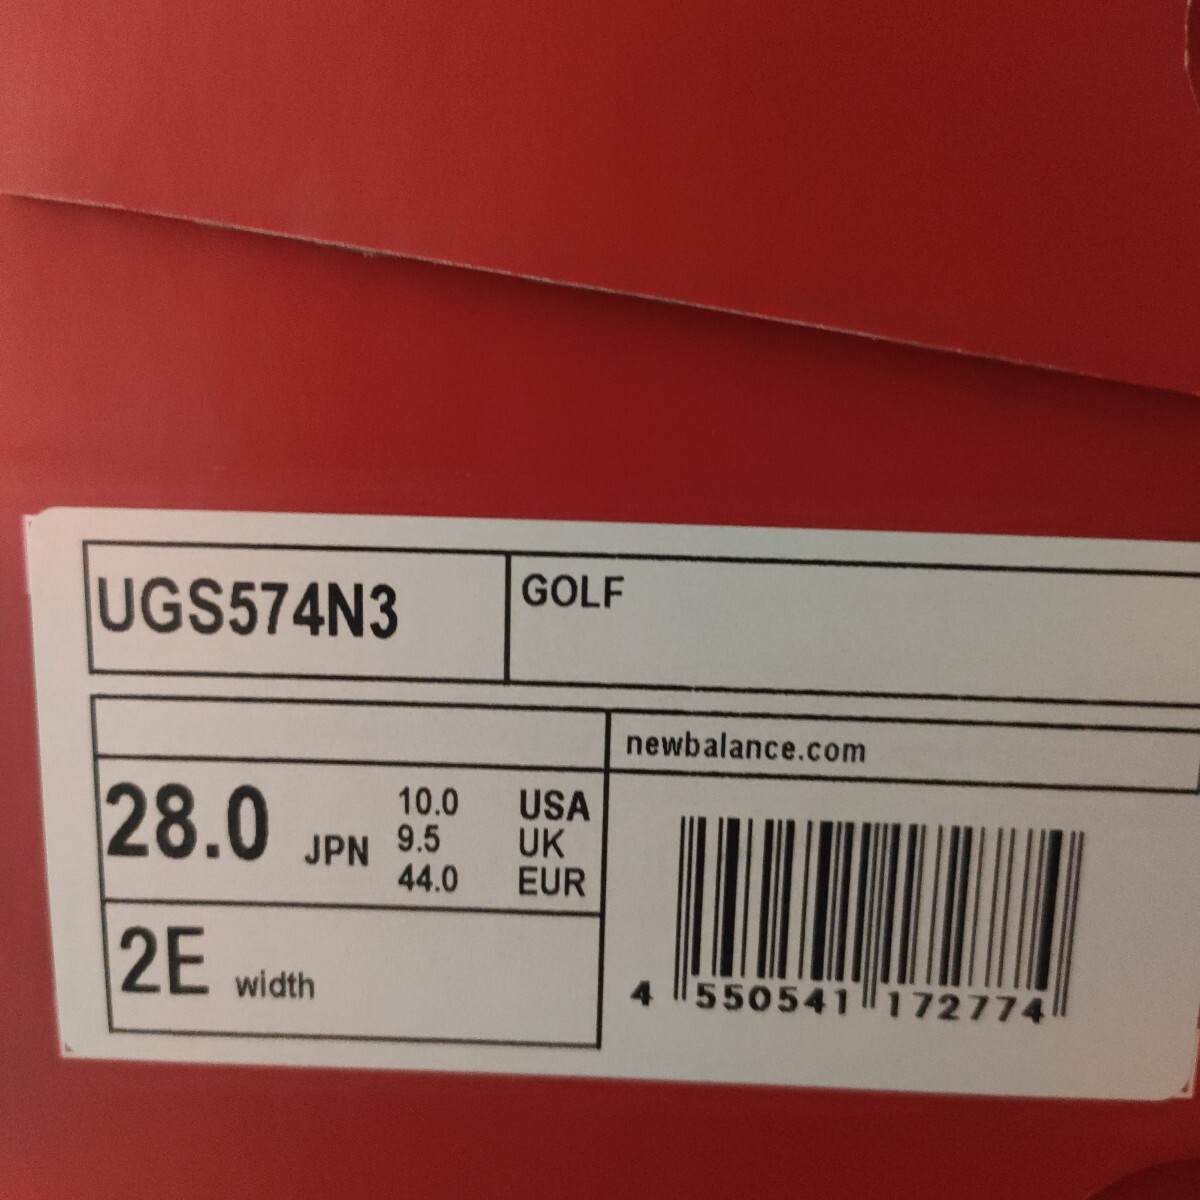 UGS574N3
GOLF
newbalance.com
28.0 JPN
10.0 USA
9.5 UK
44.0 EUR
2E width
4 550541 172774